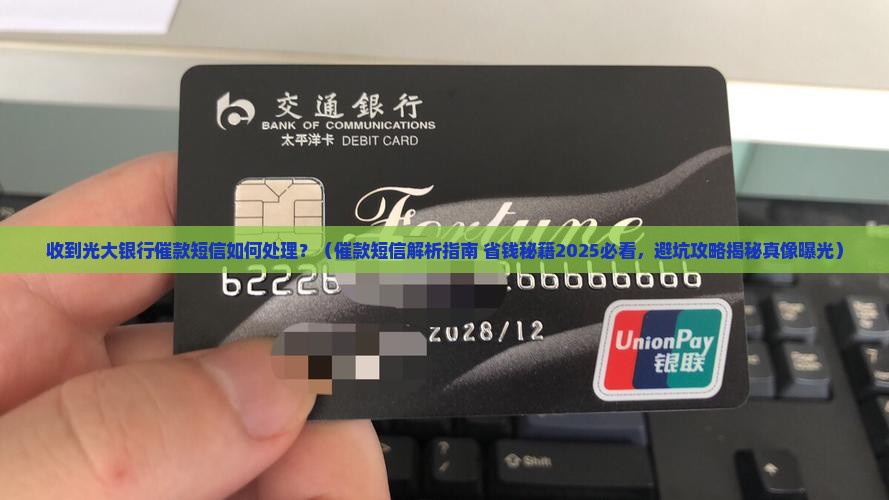 交通銀行
BANK OF COMMUNICATIONS
太平洋卡 DEBIT CARD
Fortune
收到光大银行催款短信如何处理？（催款短信解析指南 省钱秘籍2025必看，避坑攻略揭秘真像曝光）
62226
2028/12
UnionPay
银联
Shift